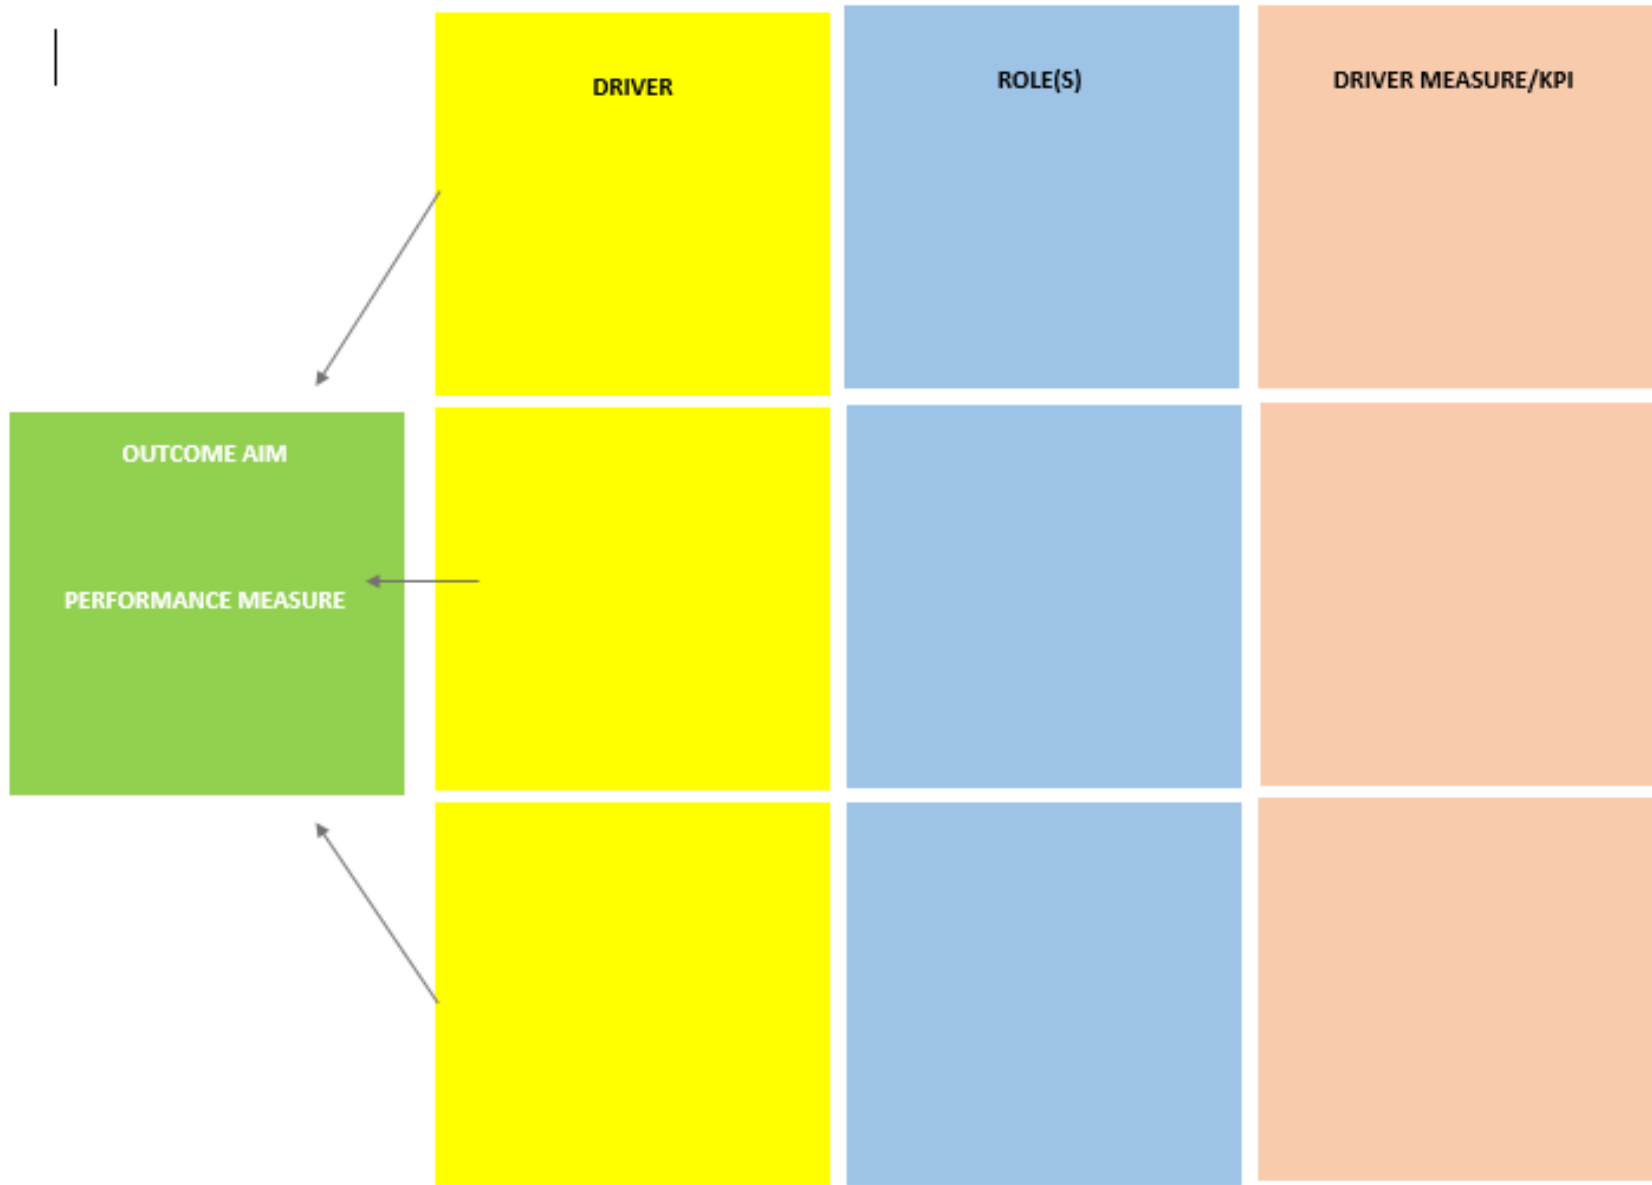 DRIVER
ROLE(S)
DRIVER MEASURE/KPI
OUTCOME AIM
PERFORMANCE MEASURE